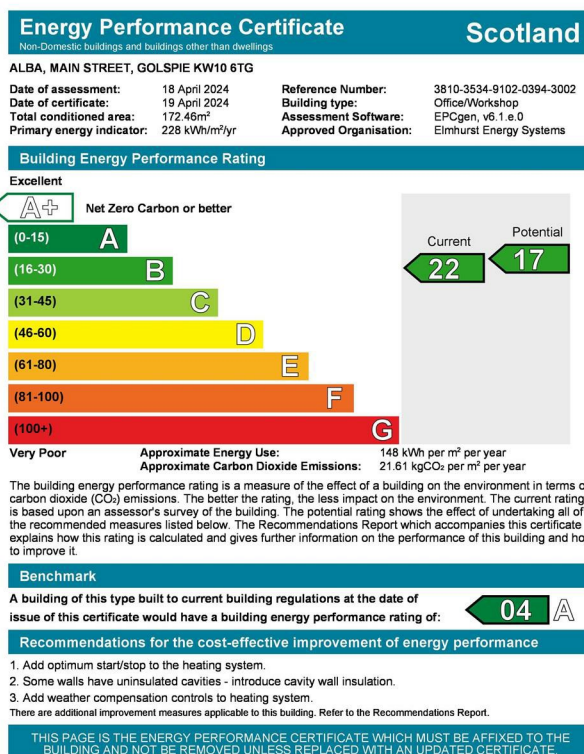 Energy Performance Certificate
Scotland
Non-Domestic buildings and buildings other than dwellings
ALBA, MAIN STREET, GOLSPIE KW10 6TG
Date of assessment: 18 April 2024 Reference Number: 3810-3534-9102-0394-3002
Date of certificate: 19 April 2024 Building type: Office/Workshop
Total conditioned area: 172.46m² Assessment Software: EPCgen, v6.1.e.0
Primary energy indicator: 228 kWh/m²/yr Approved Organisation: Elmhurst Energy Systems
Building Energy Performance Rating
Excellent
A+ Net Zero Carbon or better
(0-15) A
(16-30) B
(31-45) C
(46-60) D
(61-80) E
(81-100) F
(100+) G
Current Potential
22 17
Very Poor
Approximate Energy Use: 148 kWh per m² per year
Approximate Carbon Dioxide Emissions: 21.61 kgCO₂ per m² per year
The building energy performance rating is a measure of the effect of a building on the environment in terms o
carbon dioxide (CO₂) emissions. The better the rating, the less impact on the environment. The current rating
is based upon an assessor's survey of the building. The potential rating shows the effect of undertaking all of
the recommended measures listed below. The Recommendations Report which accompanies this certificate
explains how this rating is calculated and gives further information on the performance of this building and ho
to improve it.
Benchmark
A building of this type built to current building regulations at the date of
issue of this certificate would have a building energy performance rating of: 04 A
Recommendations for the cost-effective improvement of energy performance
1. Add optimum start/stop to the heating system.
2. Some walls have uninsulated cavities - introduce cavity wall insulation.
3. Add weather compensation controls to heating system.
There are additional improvement measures applicable to this building. Refer to the Recommendations Report.
THIS PAGE IS THE ENERGY PERFORMANCE CERTIFICATE WHICH MUST BE AFFIXED TO THE
BUILDING AND NOT BE REMOVED UNLESS REPLACED WITH AN UPDATED CERTIFICATE.